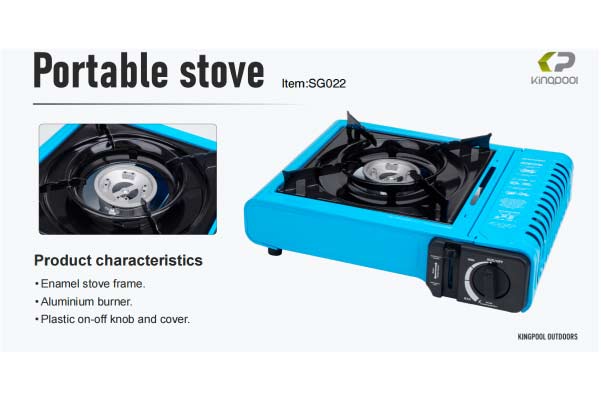 Portable stove Item:SG022
Kingpool
Product characteristics
• Enamel stove frame.
• Aluminium burner.
• Plastic on-off knob and cover.
KINGPOOL OUTDOORS